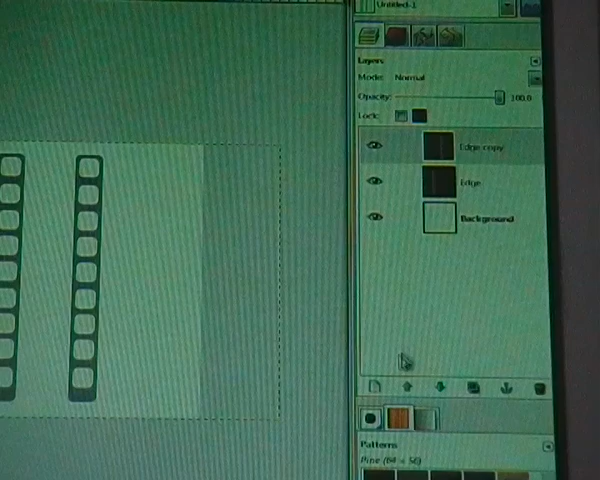 Untitled-1
Layers
Mode: Normal
Opacity: 100.0
Lock:
Edge copy
Edge
Background
Patterns
Pine (64 × 56)